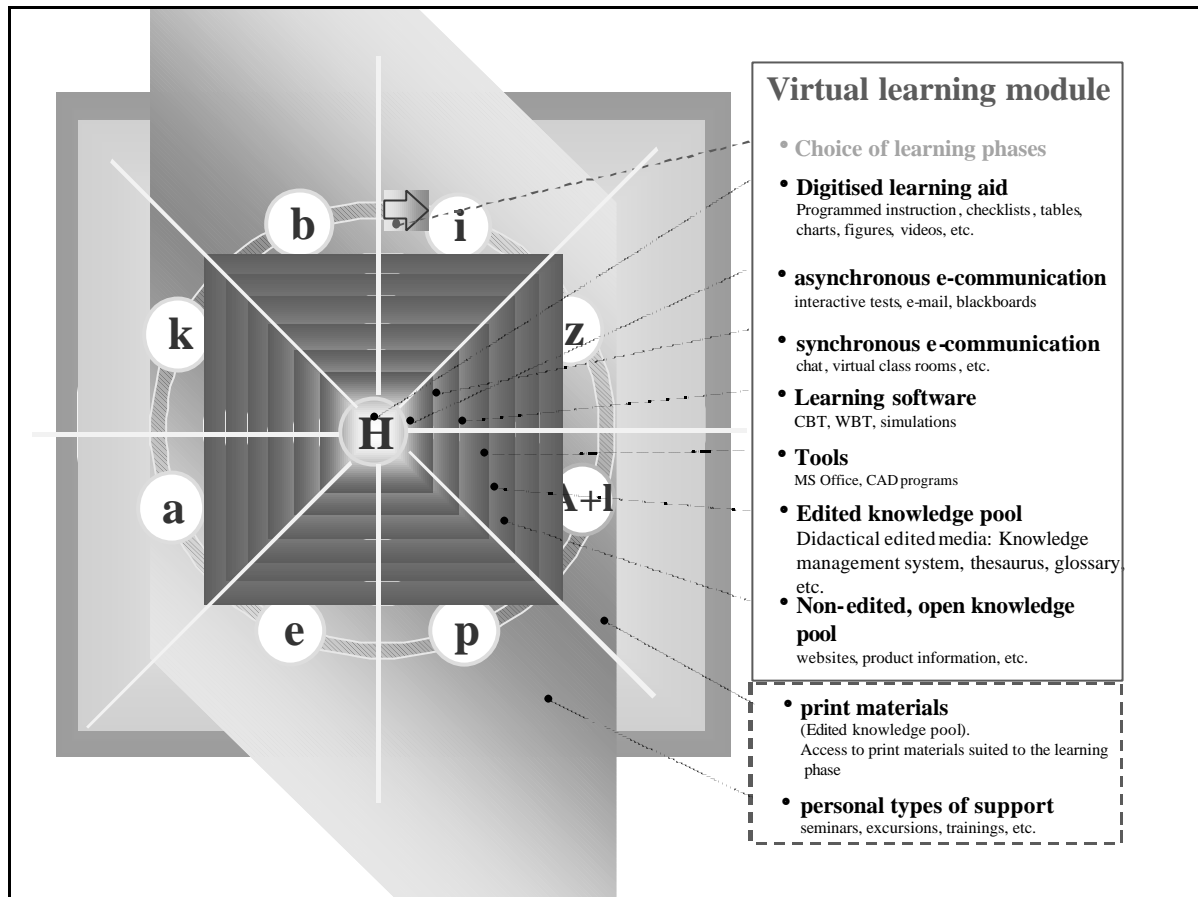 Virtual learning module
• Choice of learning phases
• Digitised learning aid
Programmed instruction, checklists, tables,
charts, figures, videos, etc.
• asynchronous e-communication
interactive tests, e-mail, blackboards
• synchronous e-communication
chat, virtual class rooms, etc.
• Learning software
CBT, WBT, simulations
• Tools
MS Office, CAD programs
• Edited knowledge pool
Didactical edited media: Knowledge
management system, thesaurus, glossary,
etc.
• Non-edited, open knowledge
pool
websites, product information, etc.
• print materials
(Edited knowledge pool).
Access to print materials suited to the learning
phase
• personal types of support
seminars, excursions, trainings, etc.
b
i
k
z
H
a
e
p